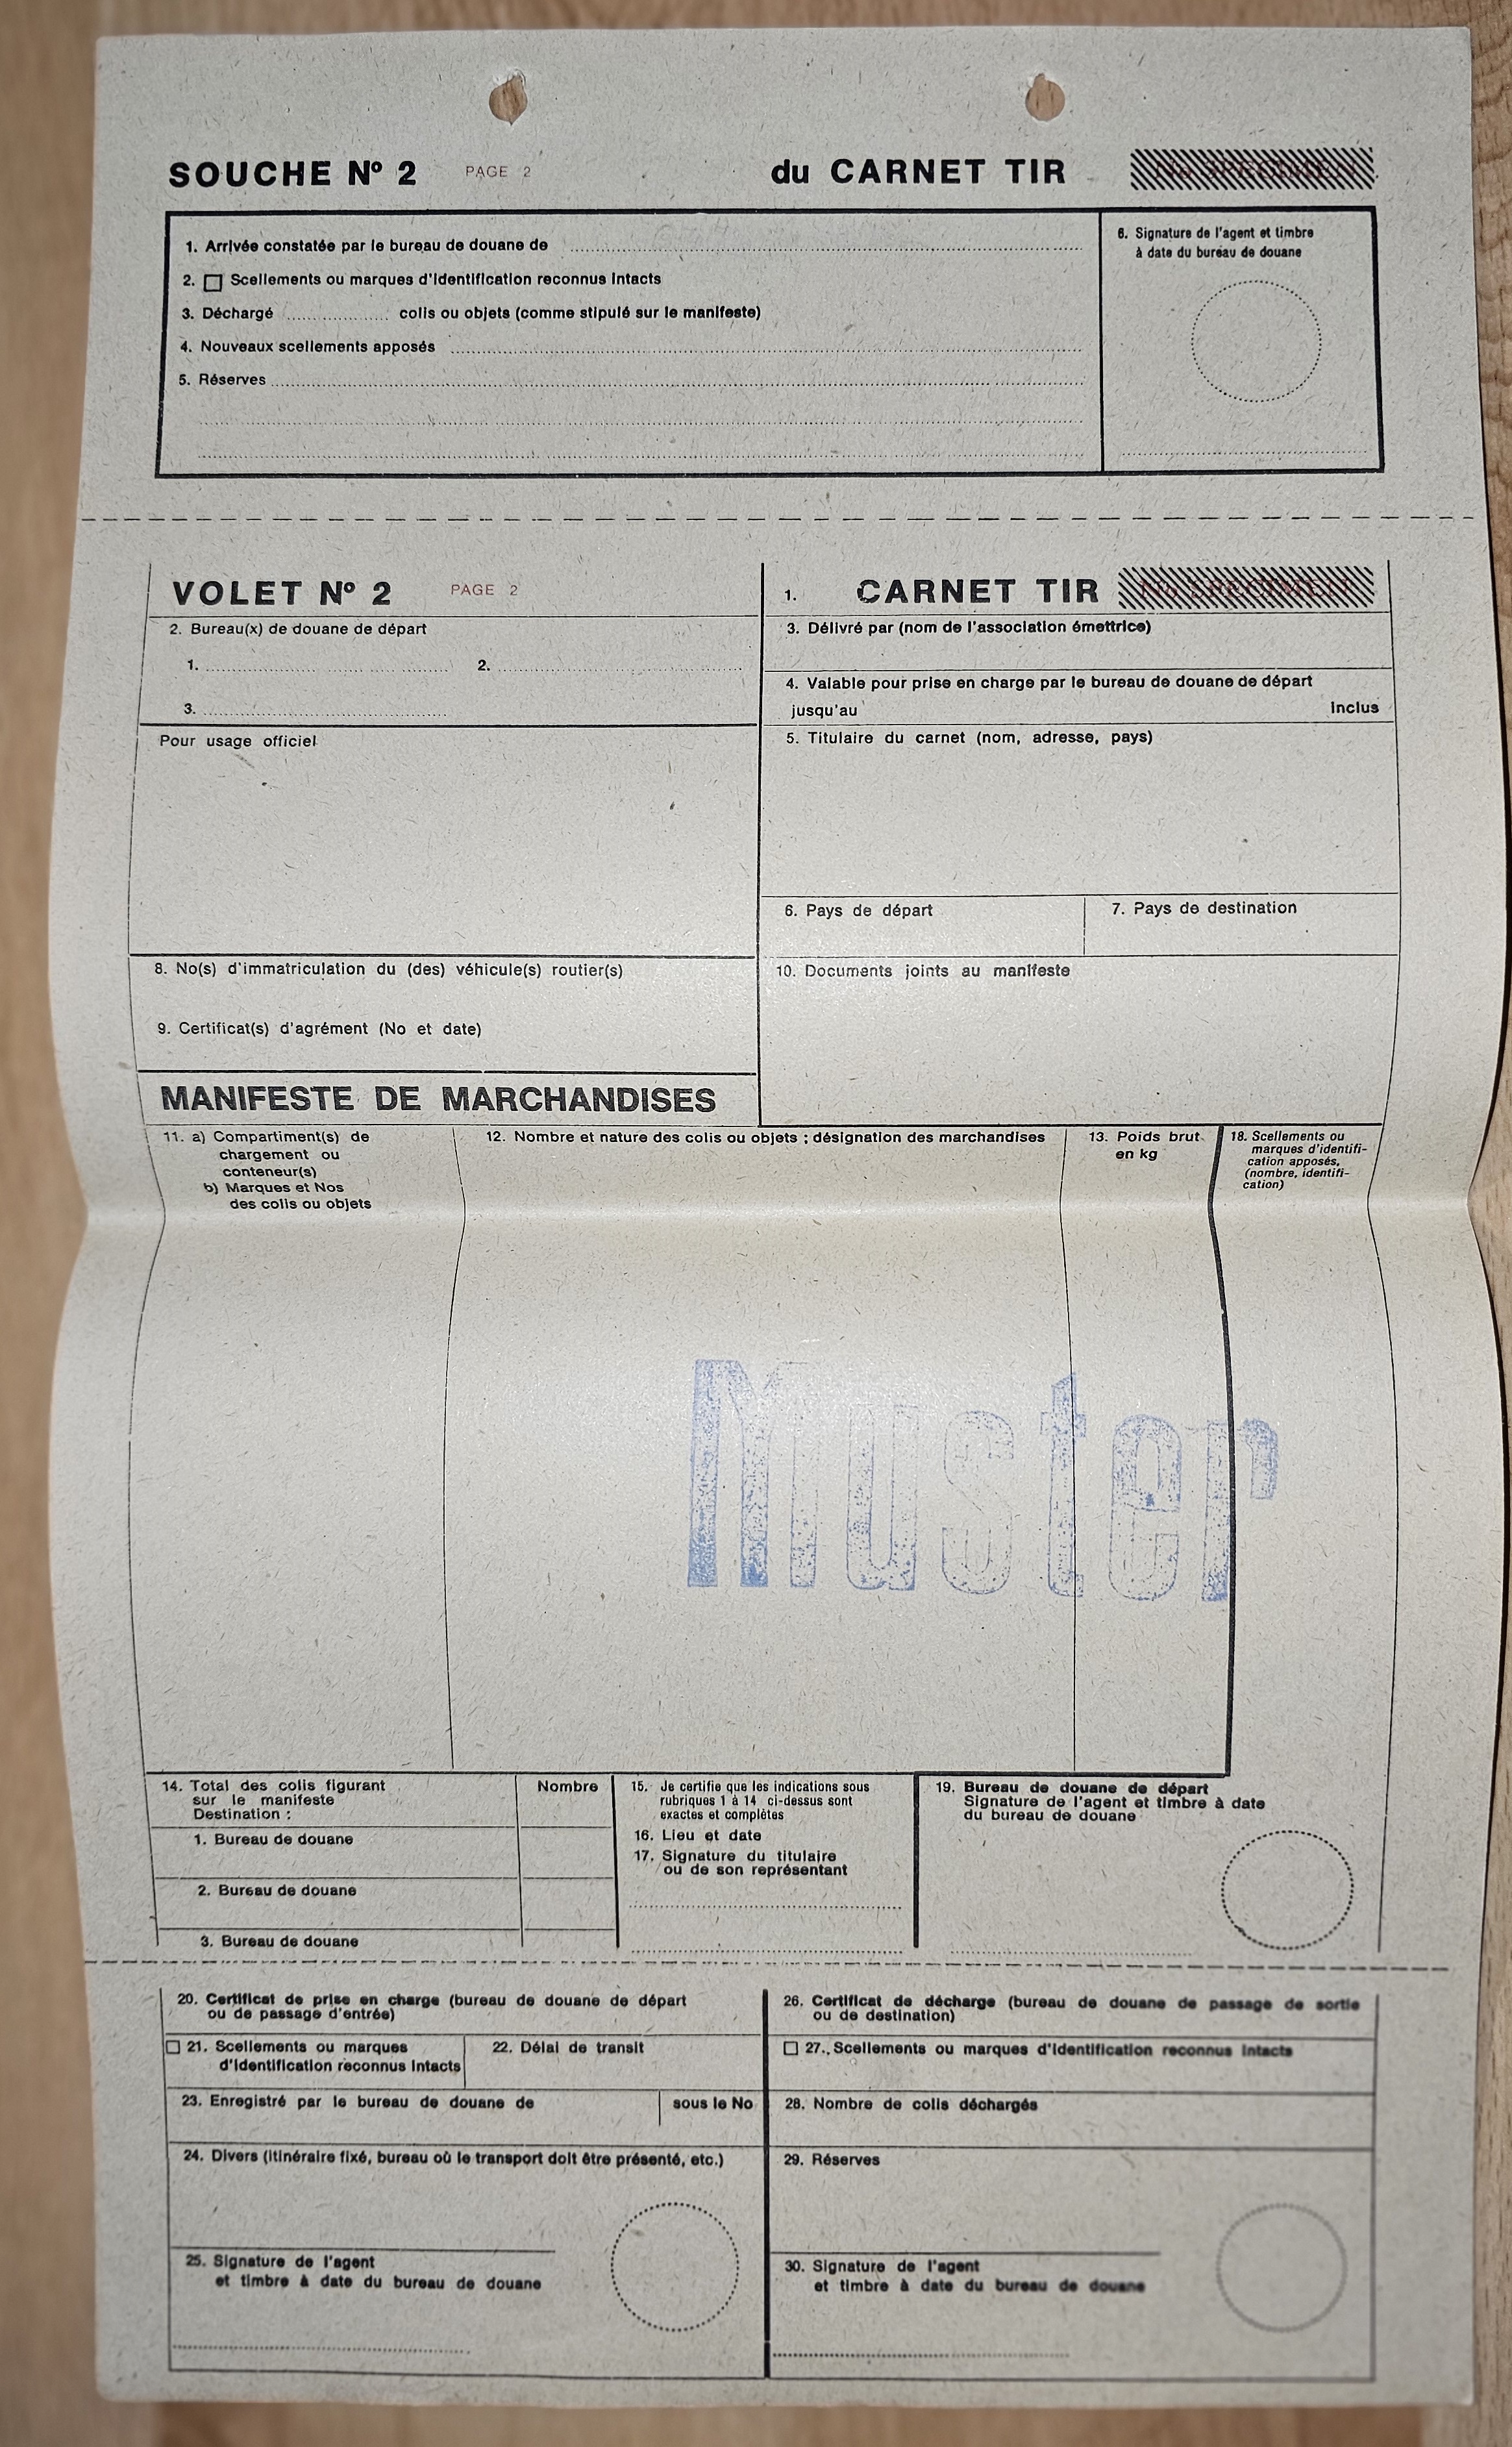 SOUCHE Nº 2 PAGE 2 du CARNET TIR
1. Arrivée constatée par le bureau de douane de
2. Scellements ou marques d'identification reconnus intacts
3. Déchargé colis ou objets (comme stipulé sur le manifeste)
4. Nouveaux scellements apposés
5. Réserves
6. Signature de l'agent et timbre
à date du bureau de douane
VOLET Nº 2 PAGE 2
1. CARNET TIR No SPECIMEN
2. Bureau(x) de douane de départ
1. 2.
3.
3. Délivré par (nom de l'association émettrice)
4. Valable pour prise en charge par le bureau de douane de départ
jusqu'au inclus
Pour usage officiel
5. Titulaire du carnet (nom, adresse, pays)
6. Pays de départ
7. Pays de destination
8. No(s) d'immatriculation du (des) véhicule(s) routier(s)
9. Certificat(s) d'agrément (No et date)
10. Documents joints au manifeste
MANIFESTE DE MARCHANDISES
11. a) Compartiment(s) de
chargement ou
conteneur(s)
b) Marques et Nos
des colis ou objets
12. Nombre et nature des colis ou objets ; désignation des marchandises
13. Poids brut
en kg
18. Scellements ou
marques d'identifi-
cation apposés,
(nombre, identifi-
cation)
Muster
14. Total des colis figurant
sur le manifeste
Destination :
Nombre
1. Bureau de douane
2. Bureau de douane
3. Bureau de douane
15. Je certifie que les indications sous
rubriques 1 à 14 ci-dessus sont
exactes et complètes
16. Lieu et date
17. Signature du titulaire
ou de son représentant
19. Bureau de douane de départ
Signature de l'agent et timbre à date
du bureau de douane
20. Certificat de prise en charge (bureau de douane de départ
ou de passage d'entrée)
21. Scellements ou marques
d'identification reconnus intacts
22. Délai de transit
23. Enregistré par le bureau de douane de sous le No
24. Divers (itinéraire fixé, bureau où le transport doit être présenté, etc.)
25. Signature de l'agent
et timbre à date du bureau de douane
26. Certificat de décharge (bureau de douane de passage de sortie
ou de destination)
27. Scellements ou marques d'identification reconnus intacts
28. Nombre de colis déchargés
29. Réserves
30. Signature de l'agent
et timbre à date du bureau de douane